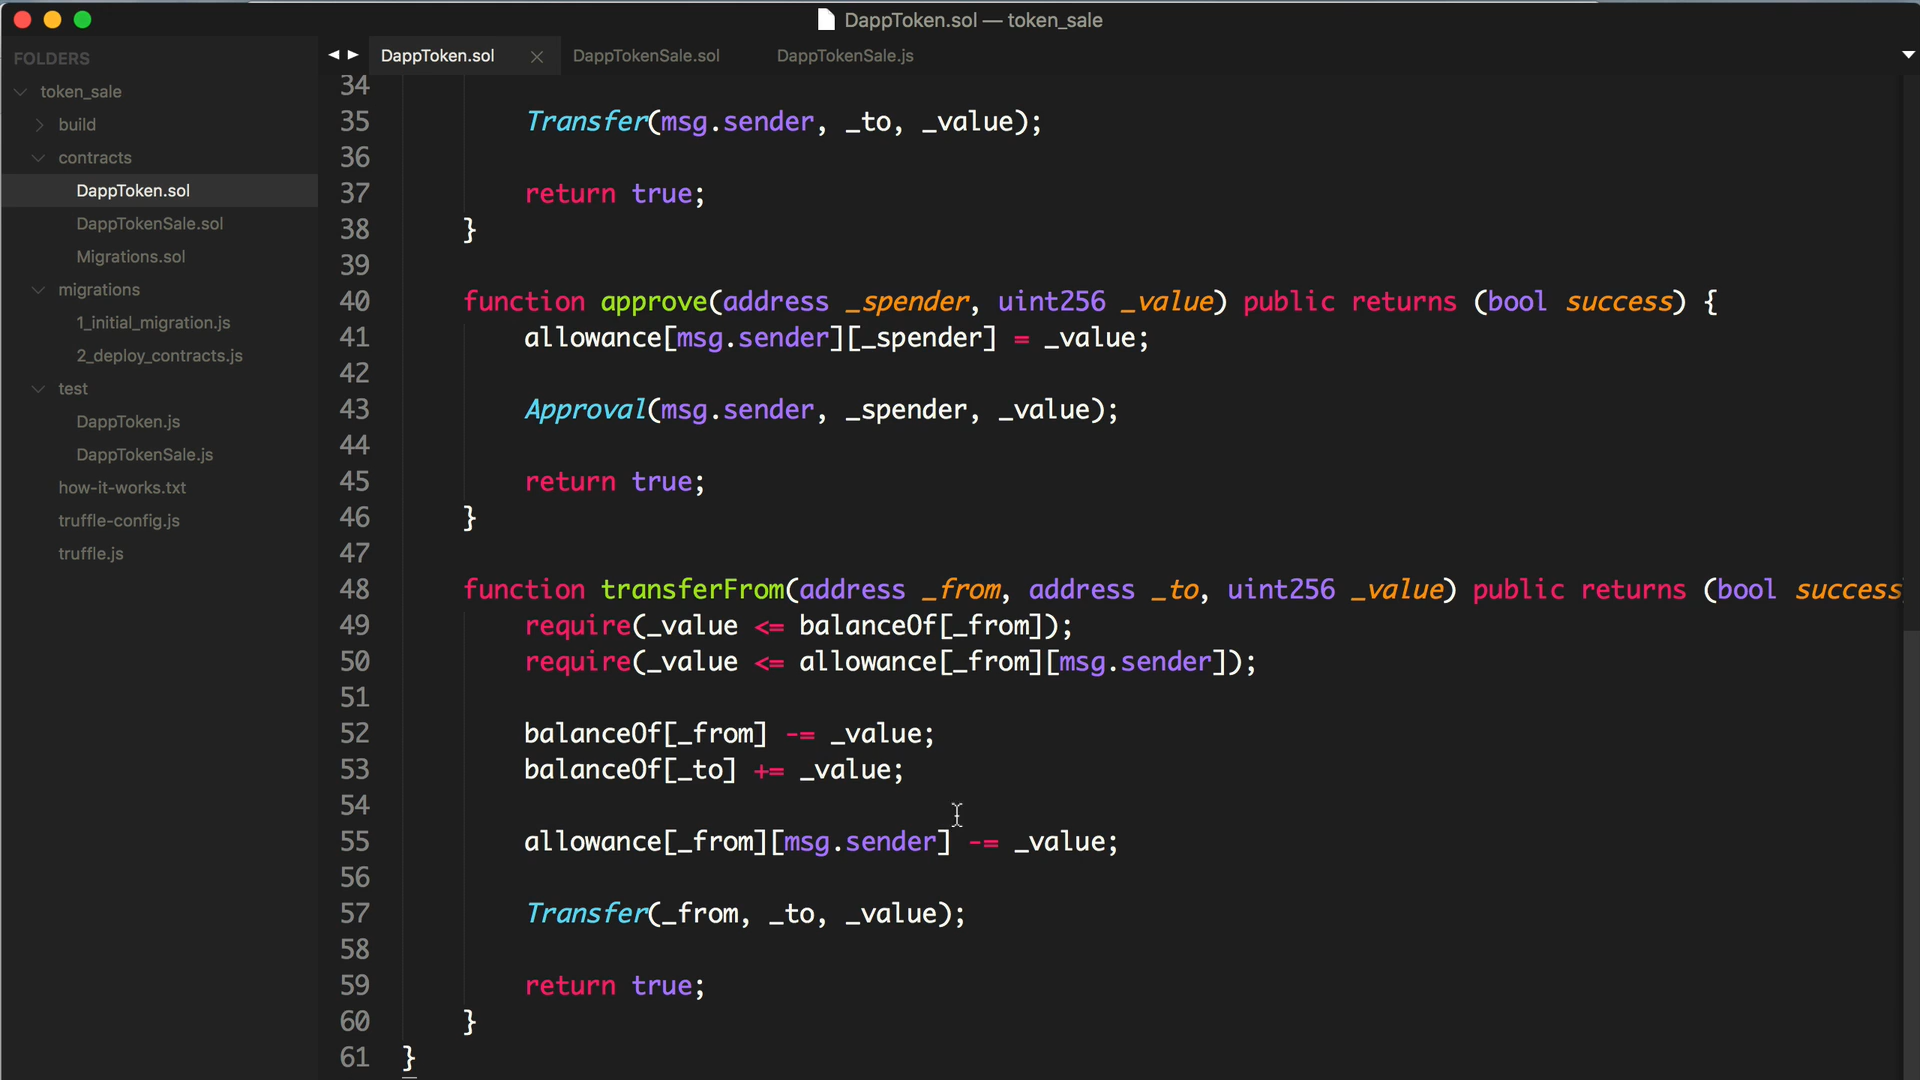 DappToken.sol — token_sale
FOLDERS
token_sale
build
contracts
DappToken.sol
DappTokenSale.sol
Migrations.sol
migrations
1_initial_migration.js
2_deploy_contracts.js
test
DappToken.js
DappTokenSale.js
how-it-works.txt
truffle-config.js
truffle.js
DappToken.sol DappTokenSale.sol DappTokenSale.js
34
35 Transfer(msg.sender, _to, _value);
36
37 return true;
38 }
39
40 function approve(address _spender, uint256 _value) public returns (bool success) {
41 allowance[msg.sender][_spender] = _value;
42
43 Approval(msg.sender, _spender, _value);
44
45 return true;
46 }
47
48 function transferFrom(address _from, address _to, uint256 _value) public returns (bool success
49 require(_value <= balanceOf[_from]);
50 require(_value <= allowance[_from][msg.sender]);
51
52 balanceOf[_from] -= _value;
53 balanceOf[_to] += _value;
54
55 allowance[_from][msg.sender] -= _value;
56
57 Transfer(_from, _to, _value);
58
59 return true;
60 }
61 }